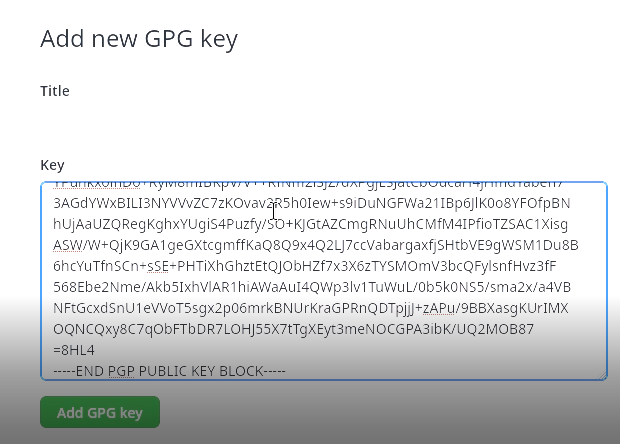 Add new GPG key
Title
Key
3AGdYWxBILI3NYVVvZC7zKOvav2R5h0Iew+s9iDuNGFWa21IBp6JlK0o8YFOfpBN
hUjAaUZQRegKghxYUgiS4Puzfy/SO+KJGtAZCmgRNuUhCMfM4IPfioTZSAC1Xisg
ASW/W+QjK9GA1geGXtcgmffKaQ8Q9x4Q2LJ7ccVabargaxfjSHtbVE9gWSM1Du8B
6hcYuTfnSCn+sSE+PHTiXhGhztEtQJObHZf7x3X6zTYSMOmV3bcQFylsnfHvz3fF
568Ebe2Nme/Akb5IxhVlAR1hiAWaAuI4QWp3lv1TuWuL/0b5k0NS5/sma2x/a4VB
NFtGcxdSnU1eVVoT5sgx2p06mrkBNUrKraGPRnQDTpjjJ+zAPu/9BBXasgKUrIMX
OQNCQxy8C7qObFTbDR7LOHJ55X7tTgXEyt3meNOCGPA3ibK/UQ2MOB87
=8HL4
-----END PGP PUBLIC KEY BLOCK-----
Add GPG key